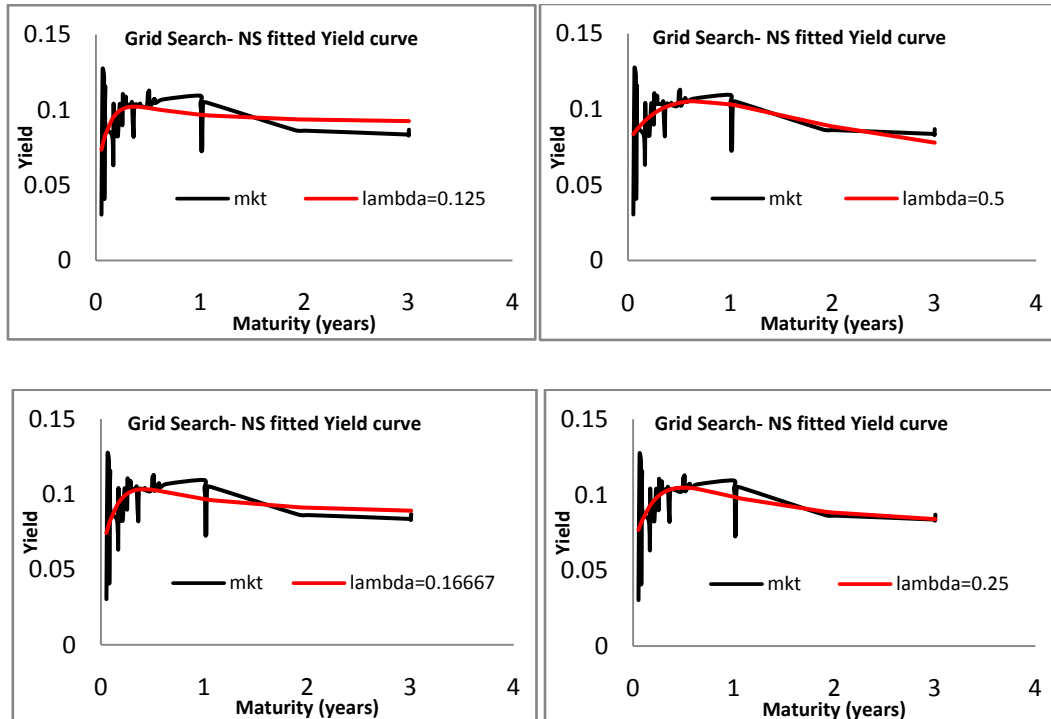 Grid Search- NS fitted Yield curve
0.15
0.1
0.05
0
Yield
mkt lambda=0.125
0 1 2 3 4
Maturity (years)
Grid Search- NS fitted Yield curve
0.15
0.1
0.05
0
Yield
mkt lambda=0.5
0 1 2 3 4
Maturity (years)
Grid Search- NS fitted Yield curve
0.15
0.1
0.05
0
Yield
mkt lambda=0.16667
0 1 2 3 4
Maturity (years)
Grid Search- NS fitted Yield curve
0.15
0.1
0.05
0
Yield
mkt lambda=0.25
0 1 2 3 4
Maturity (years)